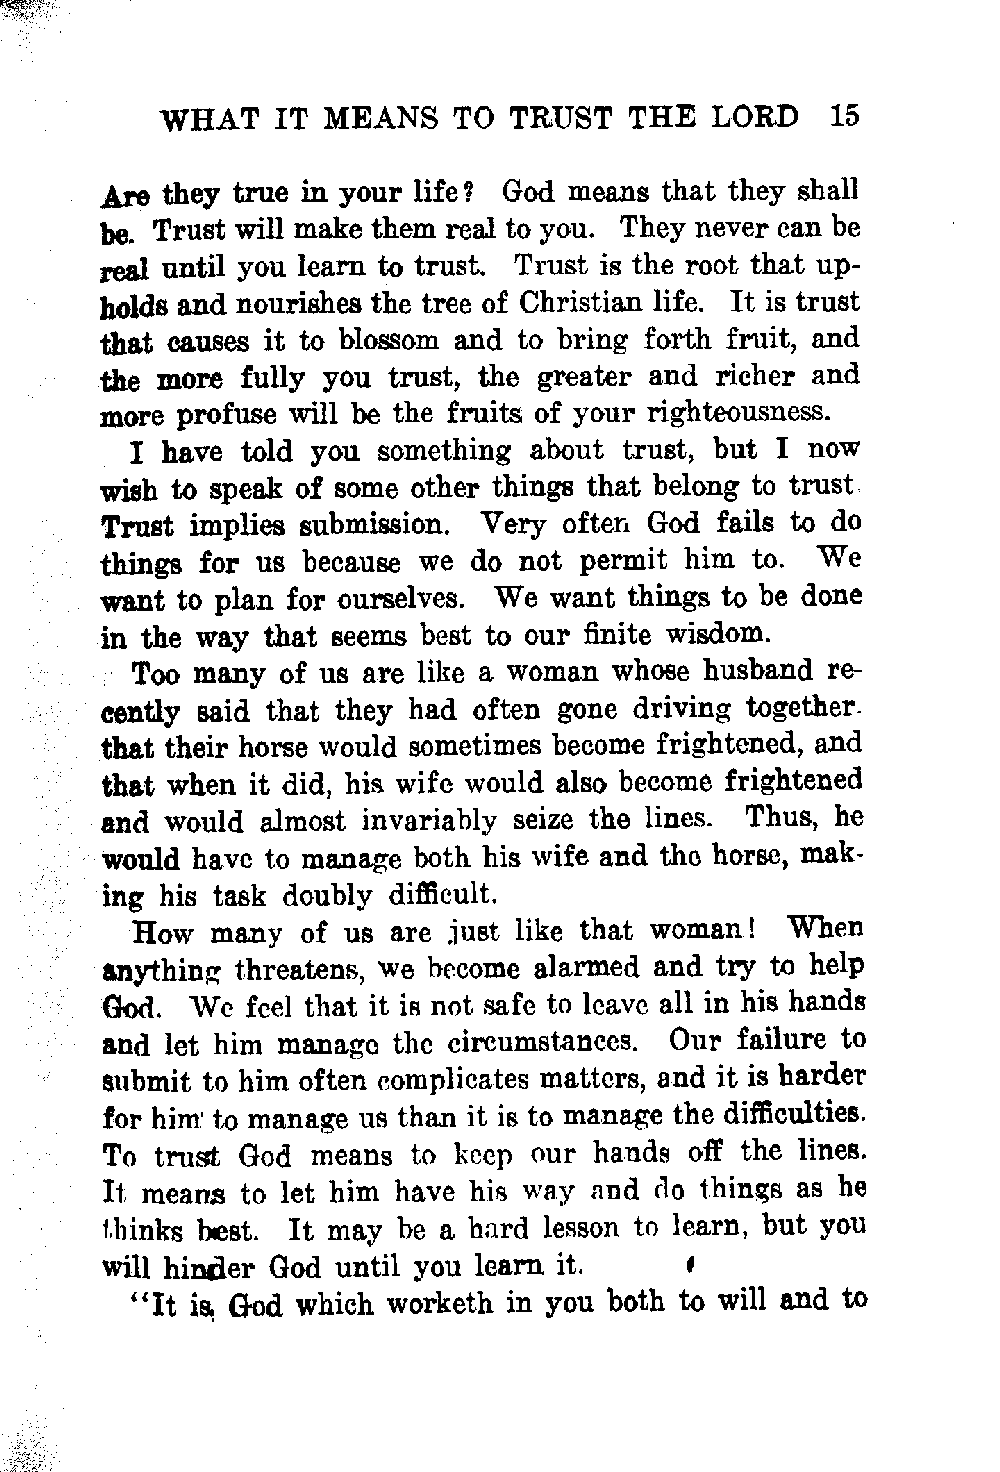 WHAT IT MEANS TO TRUST THE LORD 15
Are they true in your life? God means that they shall
be. Trust will make them real to you. They never can be
real until you learn to trust. Trust is the root that up-
holds and nourishes the tree of Christian life. It is trust
that causes it to blossom and to bring forth fruit, and
the more fully you trust, the greater and richer and
more profuse will be the fruits of your righteousness.
I have told you something about trust, but I now
wish to speak of some other things that belong to trust.
Trust implies submission. Very often God fails to do
things for us because we do not permit him to. We
want to plan for ourselves. We want things to be done
in the way that seems best to our finite wisdom.
Too many of us are like a woman whose husband re-
cently said that they had often gone driving together.
that their horse would sometimes become frightened, and
that when it did, his wife would also become frightened
and would almost invariably seize the lines. Thus, he
would have to manage both his wife and the horse, mak-
ing his task doubly difficult.
How many of us are just like that woman! When
anything threatens, we become alarmed and try to help
God. We feel that it is not safe to leave all in his hands
and let him manage the circumstances. Our failure to
submit to him often complicates matters, and it is harder
for him to manage us than it is to manage the difficulties.
To trust God means to keep our hands off the lines.
It means to let him have his way and do things as he
thinks best. It may be a hard lesson to learn, but you
will hinder God until you learn it.
"It is God which worketh in you both to will and to